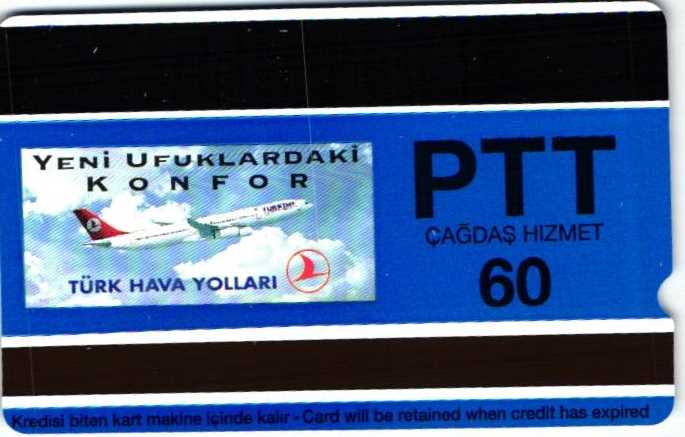 YENİ UFUKLARDAKİ
KONFOR
TURKISH
TÜRK HAVA YOLLARI
PTT
ÇAĞDAŞ HIZMET
60
Kredisi biten kart makine içinde kalır - Card will be retained when credit has expired